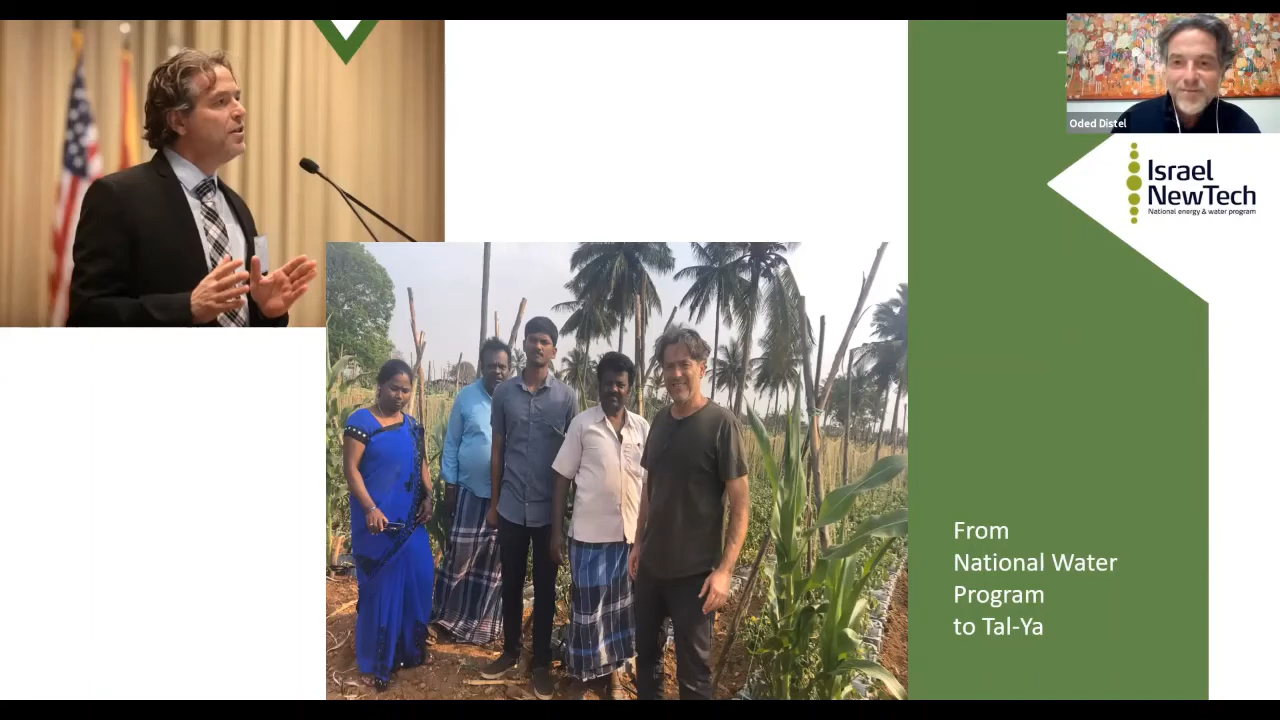 Oded Distel
Israel
NewTech
National energy & water program
From
National Water
Program
to Tal-Ya